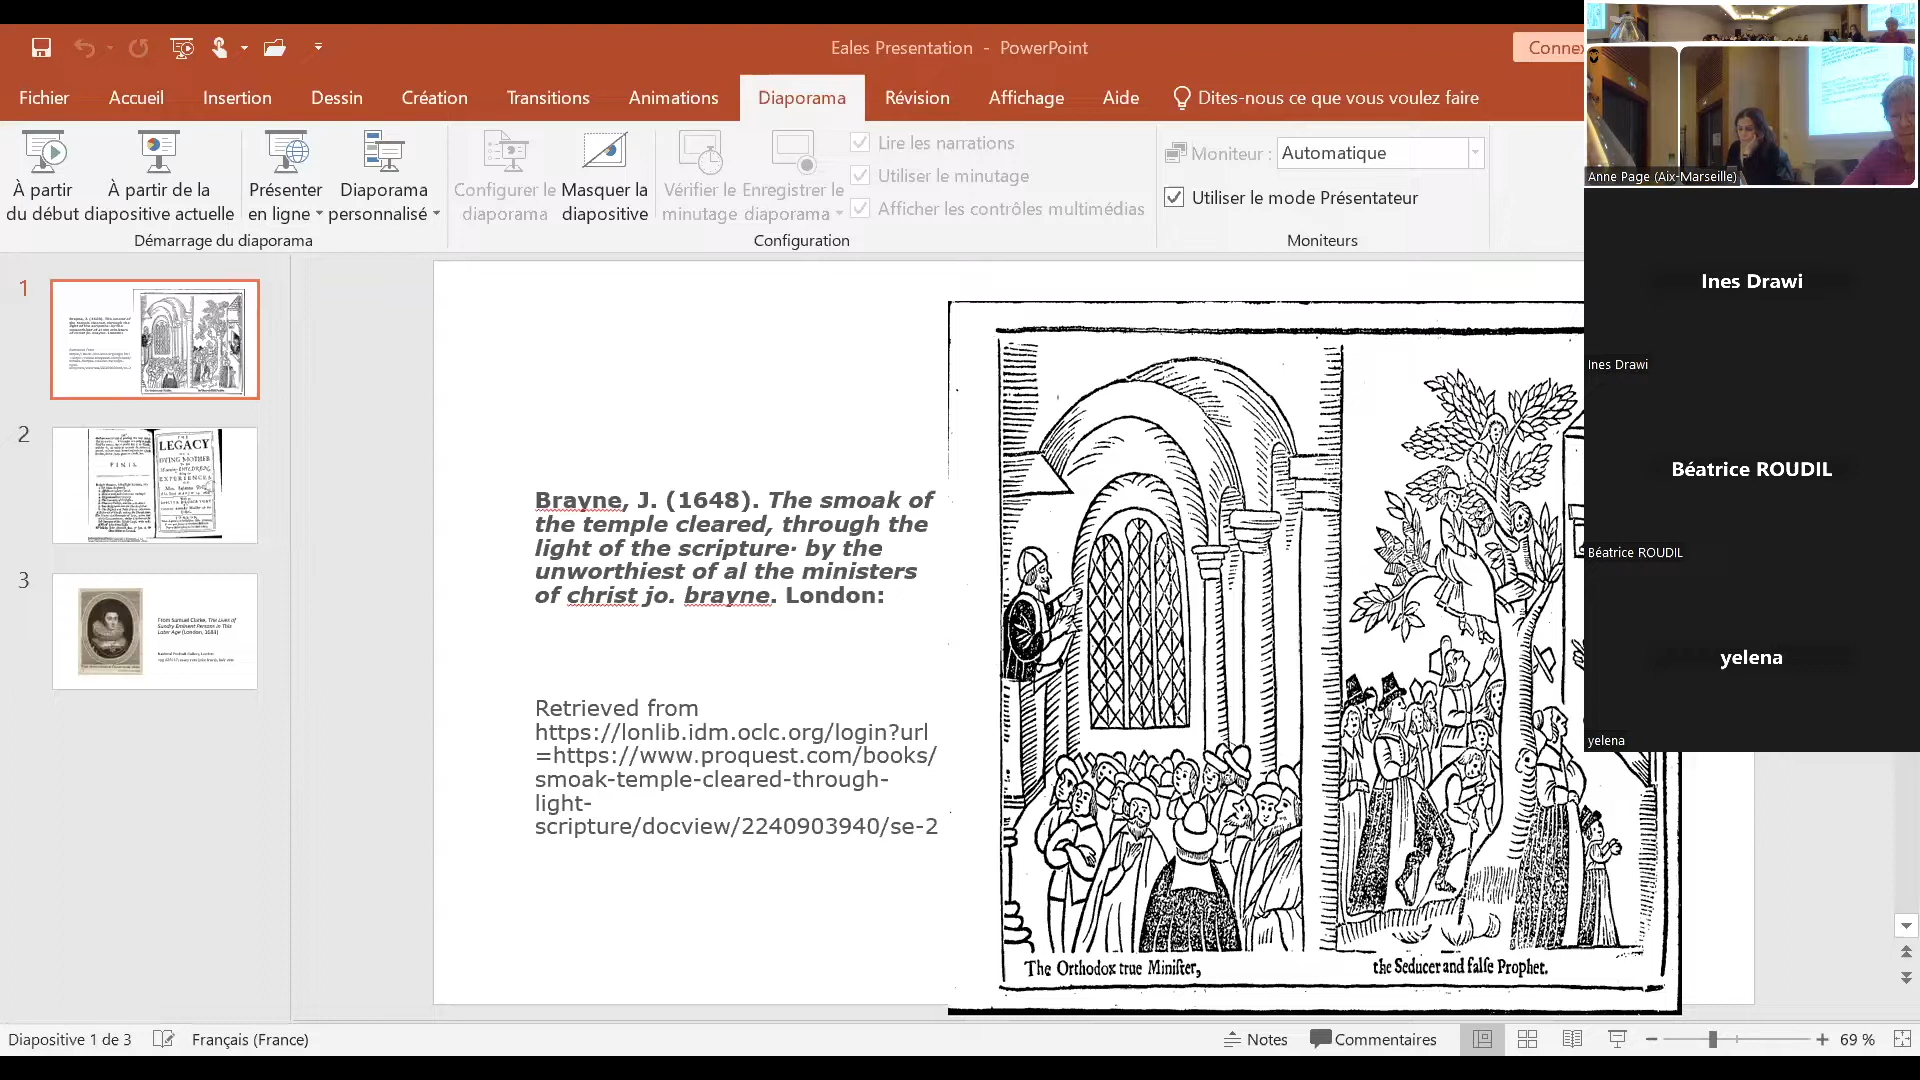 Eales Presentation - PowerPoint
Fichier
Accueil
Insertion
Dessin
Création
Transitions
Animations
Diaporama
Révision
Affichage
Aide
Dites-nous ce que vous voulez faire
À partir
du début
À partir de la
diapositive actuelle
Présenter
en ligne
Diaporama
personnalisé
Configurer le
diaporama
Masquer la
diapositive
Vérifier le
minutage
Enregistrer le
diaporama
Lire les narrations
Utiliser le minutage
Afficher les contrôles multimédias
Moniteur : Automatique
Utiliser le mode Présentateur
Démarrage du diaporama
Configuration
Moniteurs
Anne Page (Aix-Marseille)
Ines Drawi
Ines Drawi
Béatrice ROUDIL
Béatrice ROUDIL
yelena
yelena
1
2
LEGACY
3
Brayne, J. (1648). The smoak of
the temple cleared, through the
light of the scripture· by the
unworthiest of al the ministers
of christ jo. brayne. London:
Retrieved from
https://lonlib.idm.oclc.org/login?url
=https://www.proquest.com/books/
smoak-temple-cleared-through-
light-
scripture/docview/2240903940/se-2
The Orthodox true Miniſter,
the Seducer and falſe Prophet.
Diapositive 1 de 3
Français (France)
Notes
Commentaires
69 %